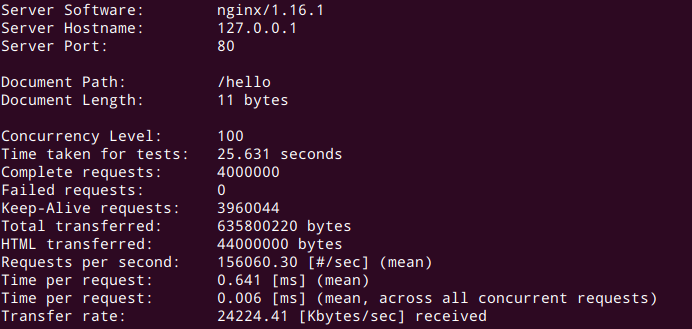 Server Software: nginx/1.16.1
Server Hostname: 127.0.0.1
Server Port: 80
Document Path: /hello
Document Length: 11 bytes
Concurrency Level: 100
Time taken for tests: 25.631 seconds
Complete requests: 4000000
Failed requests: 0
Keep-Alive requests: 3960044
Total transferred: 635800220 bytes
HTML transferred: 44000000 bytes
Requests per second: 156060.30 [#/sec] (mean)
Time per request: 0.641 [ms] (mean)
Time per request: 0.006 [ms] (mean, across all concurrent requests)
Transfer rate: 24224.41 [Kbytes/sec] received